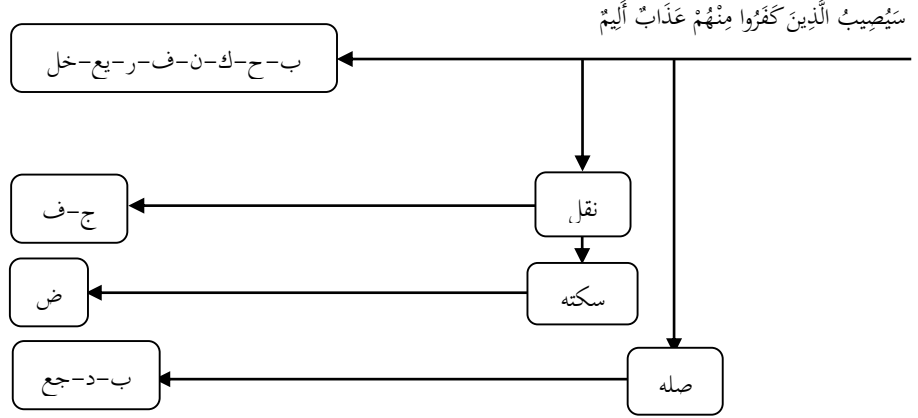 سَيُصِيبُ الَّذِينَ كَفَرُوا مِنْهُمْ عَذَابٌ أَلِيمٌ
ب-ح-ك-ن-ف-ر-يع-خل
نقل
ج-ف
سكته
ض
صله
ب-د-جع